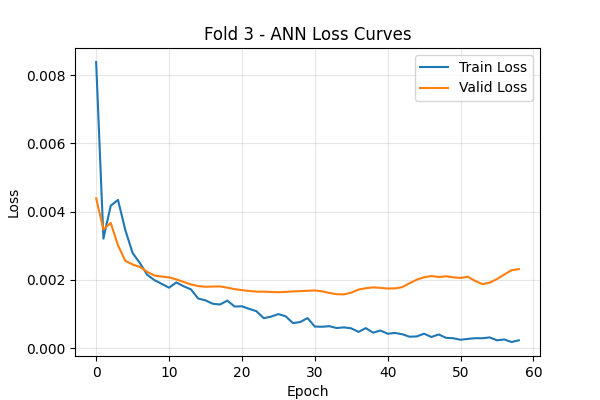 Fold 3 - ANN Loss Curves
Train Loss
Valid Loss
0.008
0.006
0.004
0.002
0.000
Loss
0 10 20 30 40 50 60
Epoch